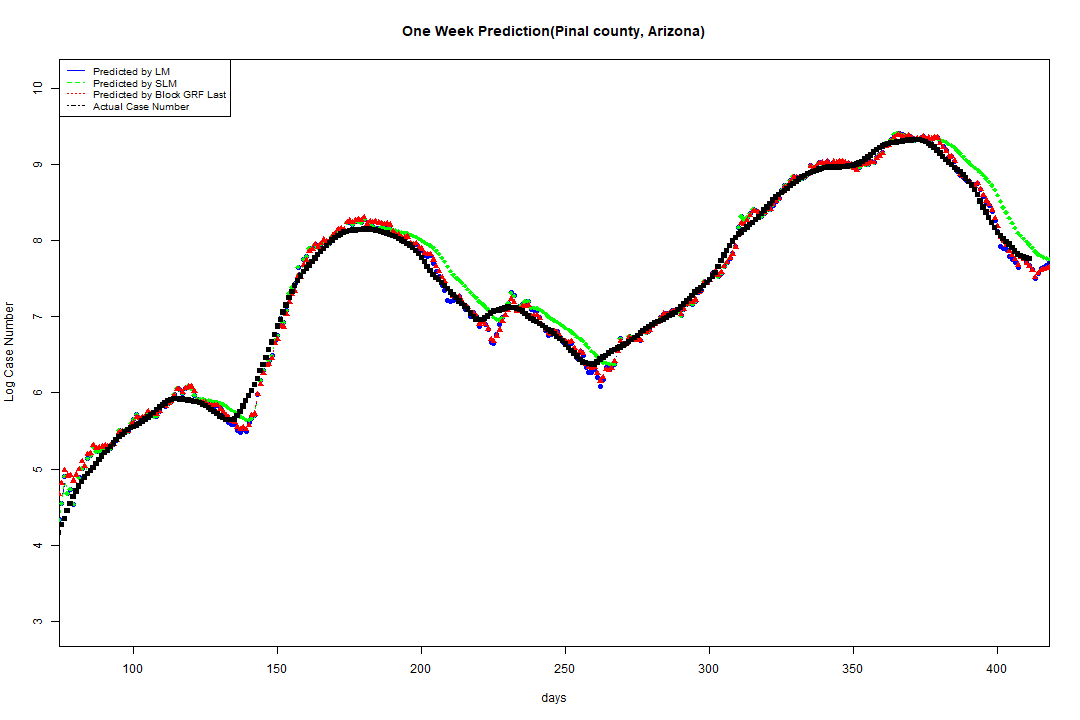 One Week Prediction(Pinal county, Arizona)
Predicted by LM
Predicted by SLM
Predicted by Block GRF Last
Actual Case Number
10
9
8
7
6
5
4
3
Log Case Number
100 150 200 250 300 350 400
days